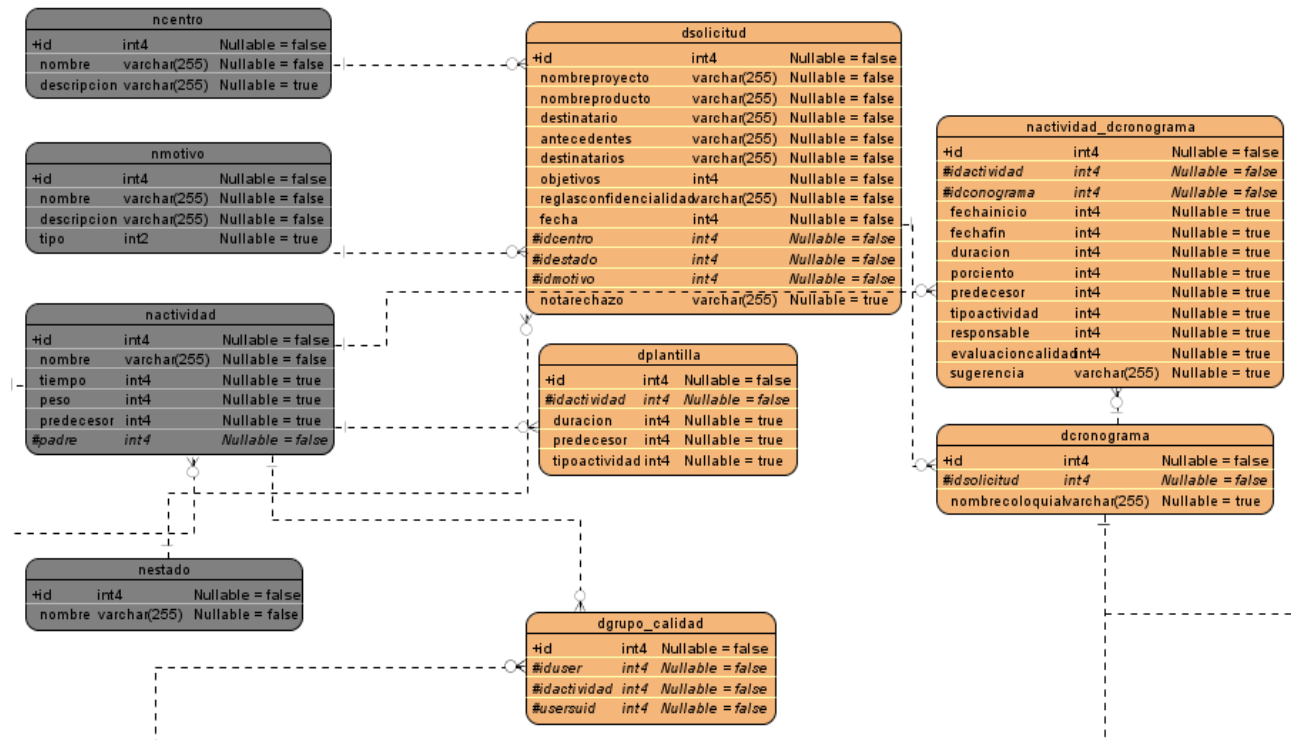 ncentro
+id int4 Nullable = false
nombre varchar(255) Nullable = false
descripcion varchar(255) Nullable = true
nmotivo
+id int4 Nullable = false
nombre varchar(255) Nullable = false
descripcion varchar(255) Nullable = false
tipo int2 Nullable = true
nactividad
+id int4 Nullable = false
nombre varchar(255) Nullable = false
tiempo int4 Nullable = true
peso int4 Nullable = true
predecesor int4 Nullable = true
#padre int4 Nullable = false
nestado
+id int4 Nullable = false
nombre varchar(255) Nullable = false
dsolicitud
+id int4 Nullable = false
nombreproyecto varchar(255) Nullable = false
nombreproducto varchar(255) Nullable = false
destinatario varchar(255) Nullable = false
antecedentes varchar(255) Nullable = false
destinatarios varchar(255) Nullable = false
objetivos int4 Nullable = false
reglasconfidencialidad varchar(255) Nullable = false
fecha int4 Nullable = false
#idcentro int4 Nullable = false
#idestado int4 Nullable = false
#idmotivo int4 Nullable = false
notarechazo varchar(255) Nullable = true
dplantilla
+id int4 Nullable = false
#idactividad int4 Nullable = false
duracion int4 Nullable = true
predecesor int4 Nullable = true
tipoactividad int4 Nullable = true
dgrupo_calidad
+id int4 Nullable = false
#iduser int4 Nullable = false
#idactividad int4 Nullable = false
#usersuid int4 Nullable = false
nactividad_dcronograma
+id int4 Nullable = false
#idactividad int4 Nullable = false
#idconograma int4 Nullable = false
fechainicio int4 Nullable = true
fechafin int4 Nullable = true
duracion int4 Nullable = true
porciento int4 Nullable = true
predecesor int4 Nullable = true
tipoactividad int4 Nullable = true
responsable int4 Nullable = true
evaluacioncalidad int4 Nullable = true
sugerencia varchar(255) Nullable = true
dcronograma
+id int4 Nullable = false
#idsolicitud int4 Nullable = false
nombrecoloquial varchar(255) Nullable = true